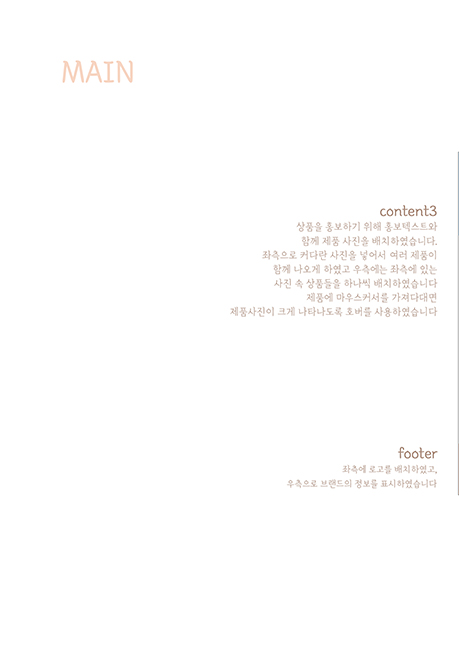 MAIN
content3
상품을 홍보하기 위해 홍보텍스트와
함께 제품 사진을 배치하였습니다.
좌측으로 커다란 사진을 넣어서 여러 제품이
함께 나오게 하였고 우측에는 좌측에 있는
사진 속 상품들을 하나씩 배치하였습니다
제품에 마우스커서를 가져다대면
제품사진이 크게 나타나도록 호버를 사용하였습니다
footer
좌측에 로고를 배치하였고,
우측으로 브랜드의 정보를 표시하였습니다